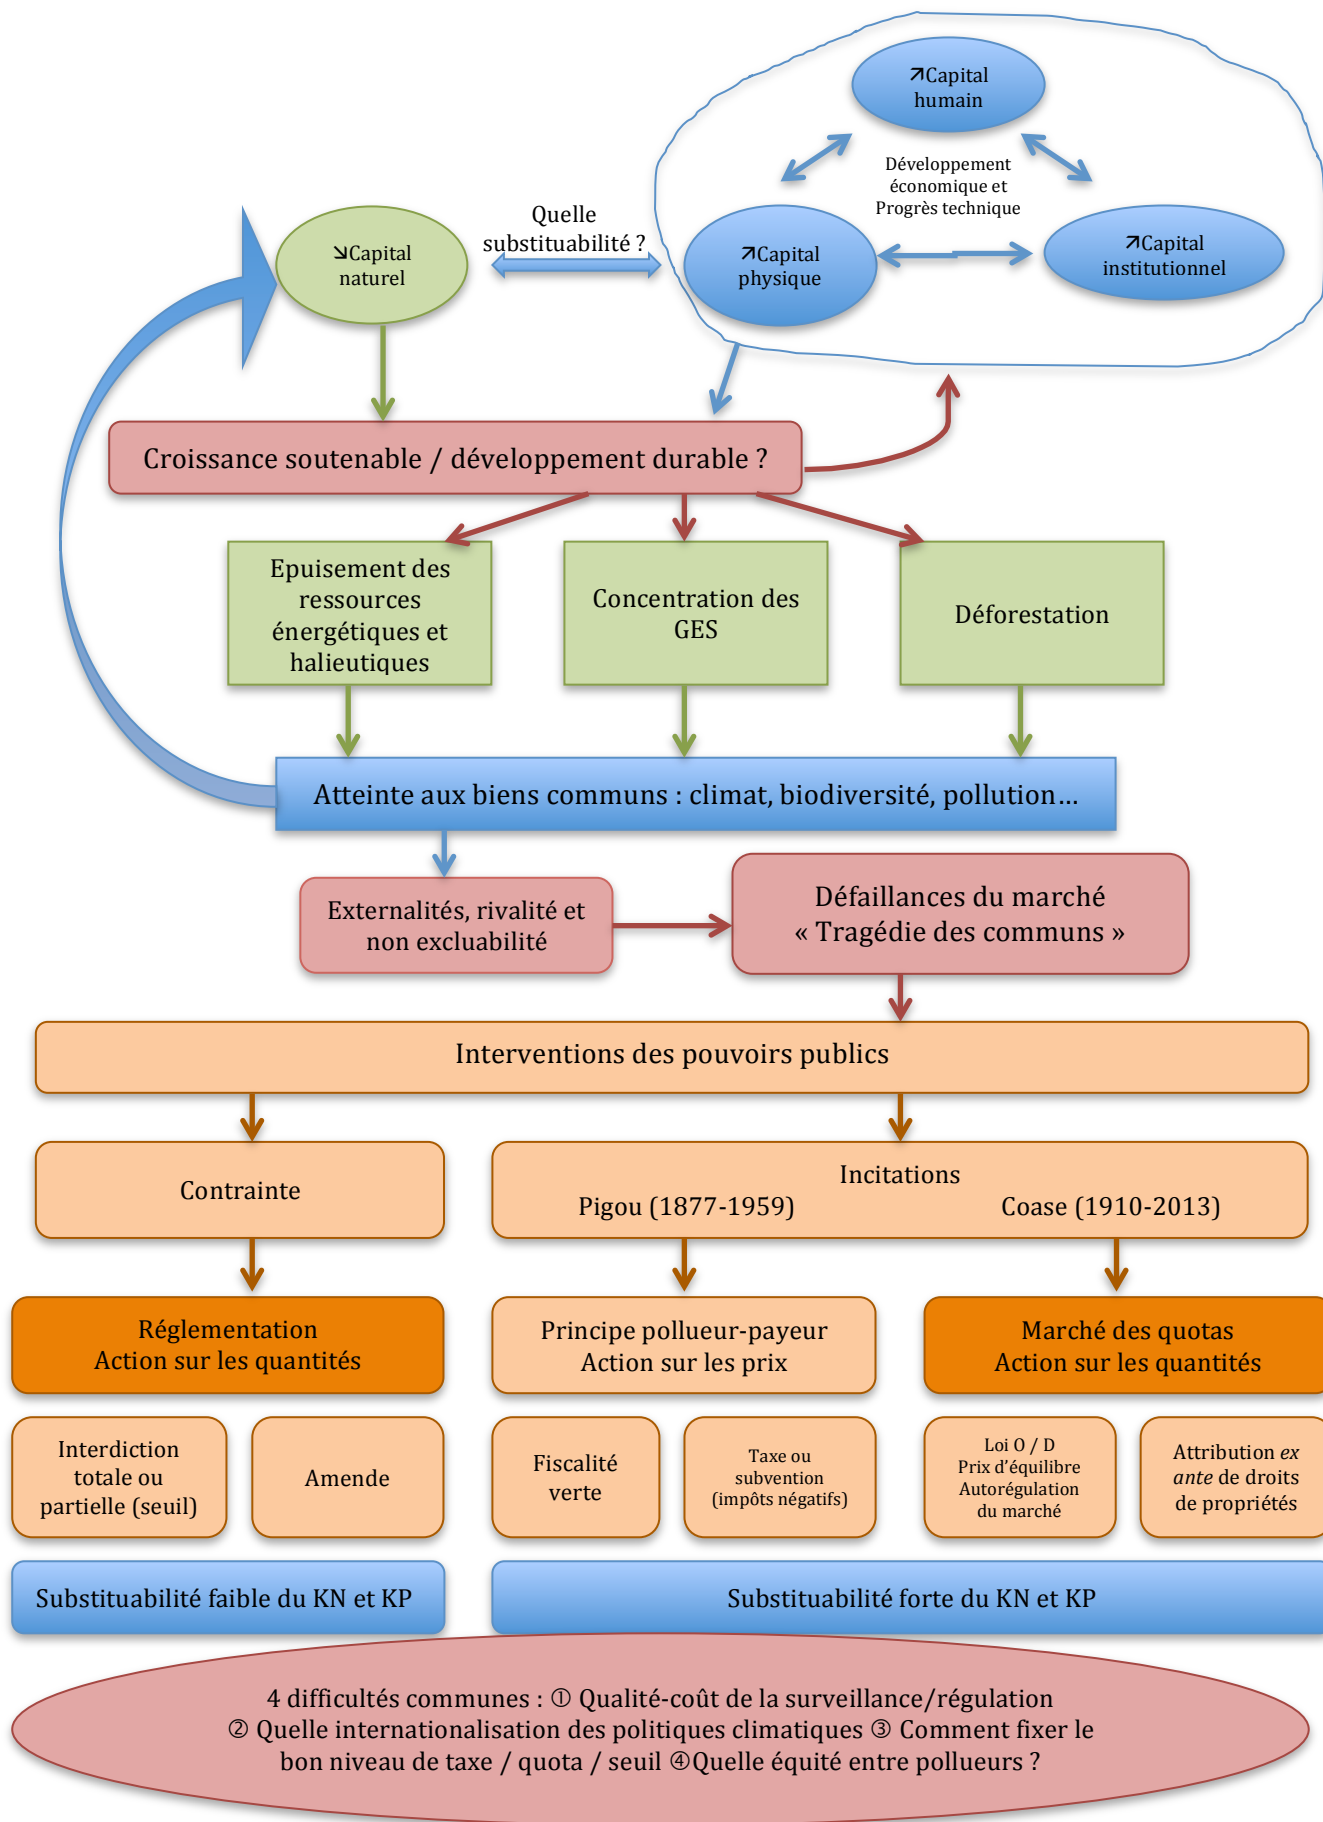 ↗Capital
humain
Développement
économique et
Progrès technique
Quelle
substituabilité ?
↘Capital
naturel
↗Capital
physique
↗Capital
institutionnel
Croissance soutenable / développement durable ?
Epuisement des
ressources
énergétiques et
halieutiques
Concentration des
GES
Déforestation
Atteinte aux biens communs : climat, biodiversité, pollution…
Externalités, rivalité et
non excluabilité
Défaillances du marché
« Tragédie des communs »
Interventions des pouvoirs publics
Contrainte
Incitations
Pigou (1877-1959)
Coase (1910-2013)
Réglementation
Action sur les quantités
Principe pollueur-payeur
Action sur les prix
Marché des quotas
Action sur les quantités
Interdiction
totale ou
partielle (seuil)
Amende
Fiscalité
verte
Taxe ou
subvention
(impôts négatifs)
Loi O / D
Prix d’équilibre
Autorégulation
du marché
Attribution ex
ante de droits
de propriétés
Substituabilité faible du KN et KP
Substituabilité forte du KN et KP
4 difficultés communes : ① Qualité-coût de la surveillance/régulation
② Quelle internationalisation des politiques climatiques ③ Comment fixer le
bon niveau de taxe / quota / seuil ④Quelle équité entre pollueurs ?